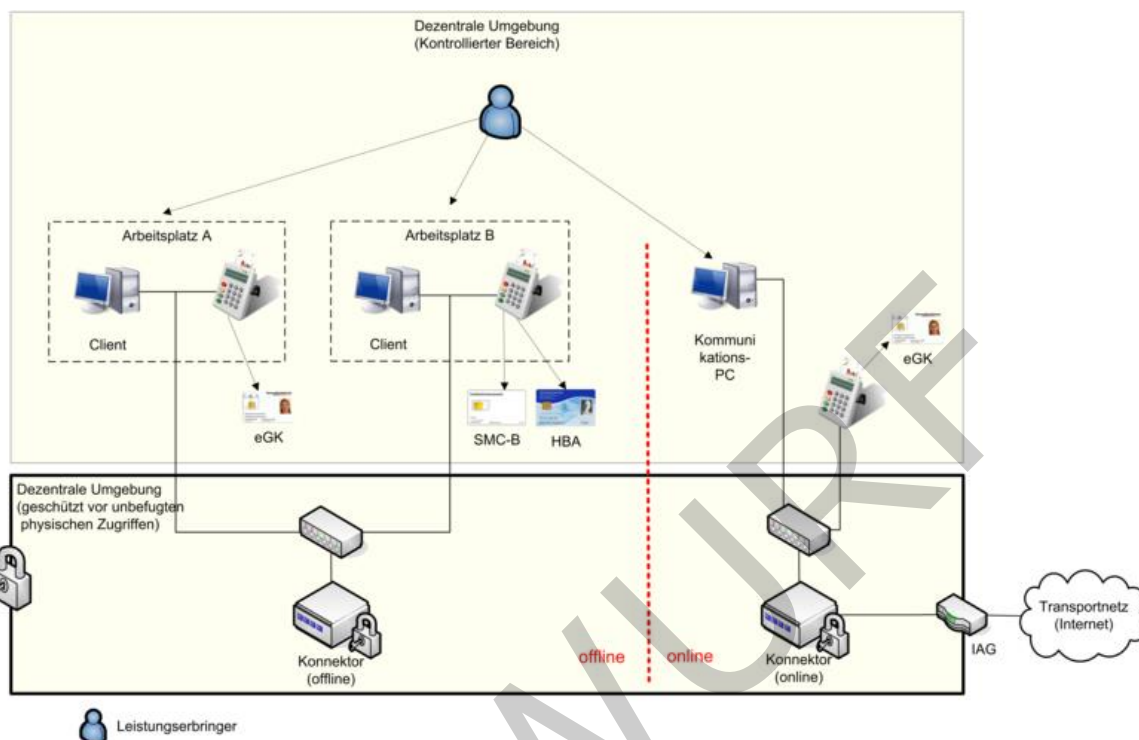 Dezentrale Umgebung
(Kontrollierter Bereich)
Arbeitsplatz A
Arbeitsplatz B
Client
Client
Kommuni
kations-
PC
eGK
eGK
SMC-B
HBA
Dezentrale Umgebung
(geschützt vor unbefugten
physischen Zugriffen)
Konnektor
(offline)
offline
online
Konnektor
(online)
IAG
Transportnetz
(Internet)
Leistungserbringer
WURF